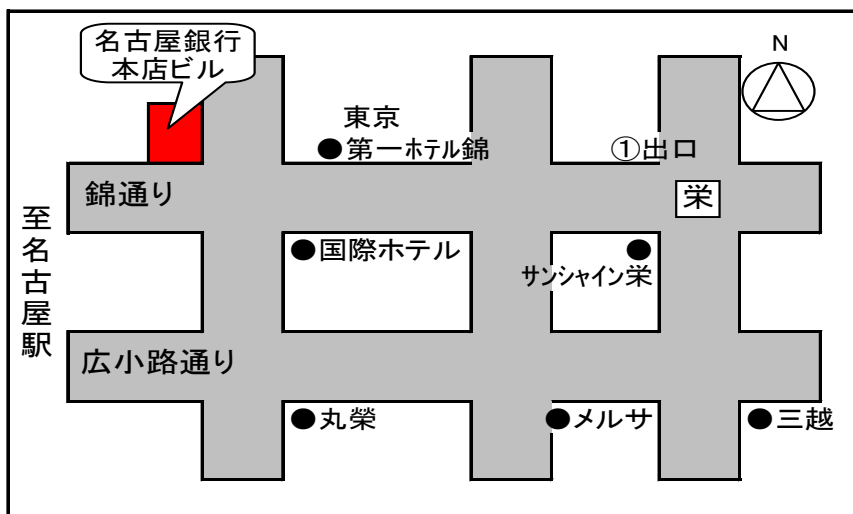 名古屋銀行
本店ビル
N
東京
●第一ホテル錦
①出口
錦通り
栄
至名古屋駅
●国際ホテル
●
サンシャイン栄
広小路通り
●丸榮
●メルサ
●三越